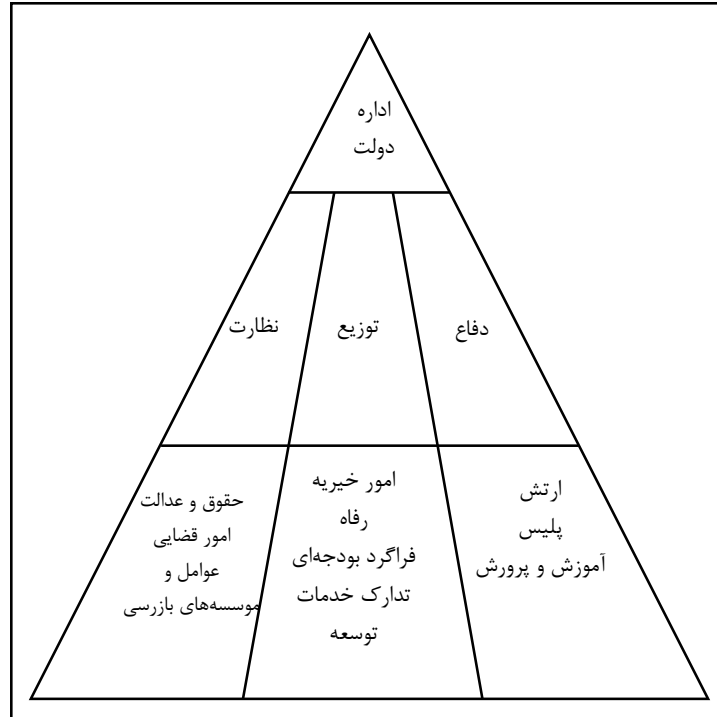 اداره
دولت
دفاع
توزیع
نظارت
ارتش
پلیس
آموزش و پرورش
امور خیریه
رفاه
فراگرد بودجه‌ای
تدارک خدمات
توسعه
حقوق و عدالت
امور قضایی
عوامل و
موسسه‌های بازرسی